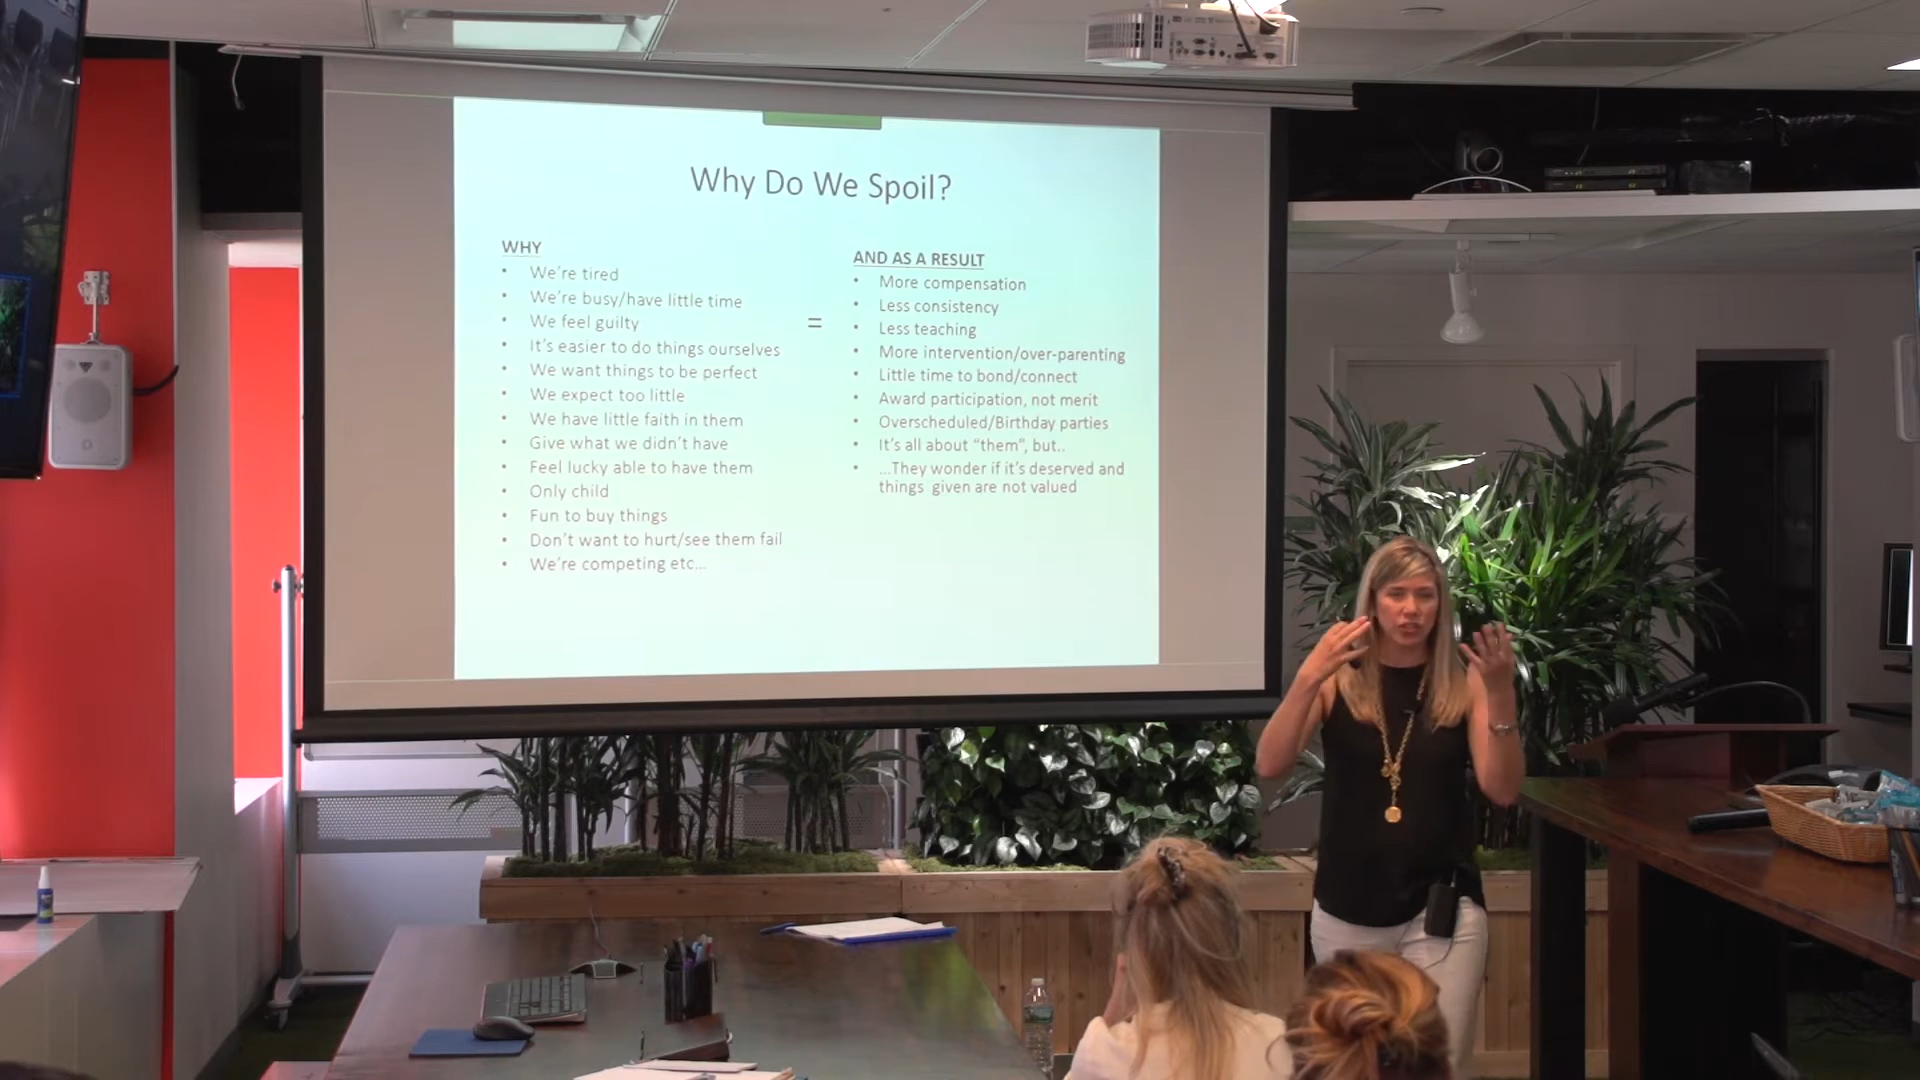 Why Do We Spoil?
WHY
• We're tired
• We're busy/have little time
• We feel guilty
• It's easier to do things ourselves
• We want things to be perfect
• We expect too little
• We have little faith in them
• Give what we didn't have
• Feel lucky able to have them
• Only child
• Fun to buy things
• Don't want to hurt/see them fail
• We're competing etc...
=
AND AS A RESULT
• More compensation
• Less consistency
• Less teaching
• More intervention/over-parenting
• Little time to bond/connect
• Award participation, not merit
• Overscheduled/Birthday parties
• It's all about “them”, but..
• ...They wonder if it's deserved and
things given are not valued